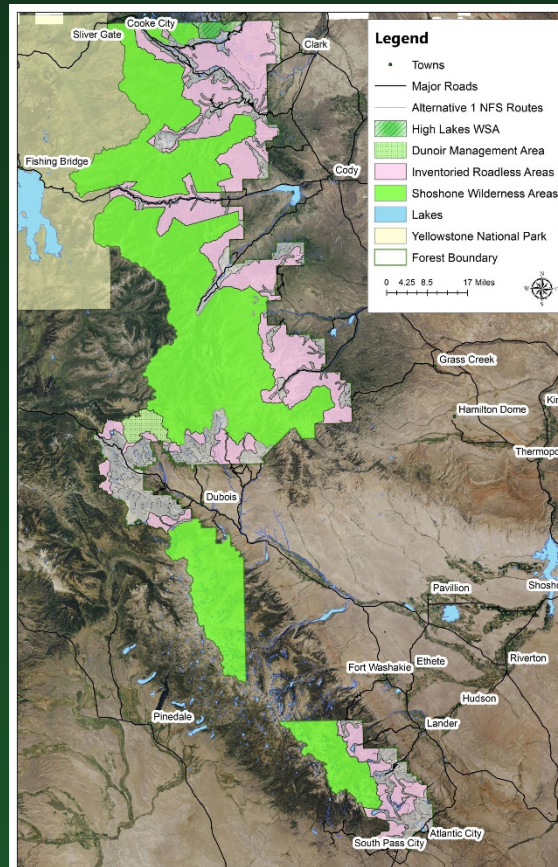 Cooke City
Sliver Gate
Clark
Fishing Bridge
Cody
Legend
Towns
Major Roads
Alternative 1 NFS Routes
High Lakes WSA
Dunoir Management Area
Inventoried Roadless Areas
Shoshone Wilderness Areas
Lakes
Yellowstone National Park
Forest Boundary
0 4.25 8.5 17 Miles
N
W
E
S
Grass Creek
Hamilton Dome
Kir
Thermopo
Dubois
Pavillion
Shosho
Fort Washakie
Ethete
Riverton
Hudson
Pinedale
Lander
Atlantic City
South Pass City